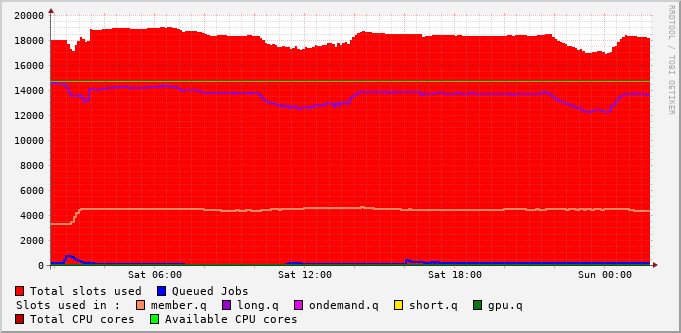 RRDTOOL / TOBI OETIKER
20000
18000
16000
14000
12000
10000
8000
6000
4000
2000
0
Sat 06:00 Sat 12:00 Sat 18:00 Sun 00:00
Total slots used Queued Jobs
Slots used in : member.q long.q ondemand.q short.q gpu.q
Total CPU cores Available CPU cores